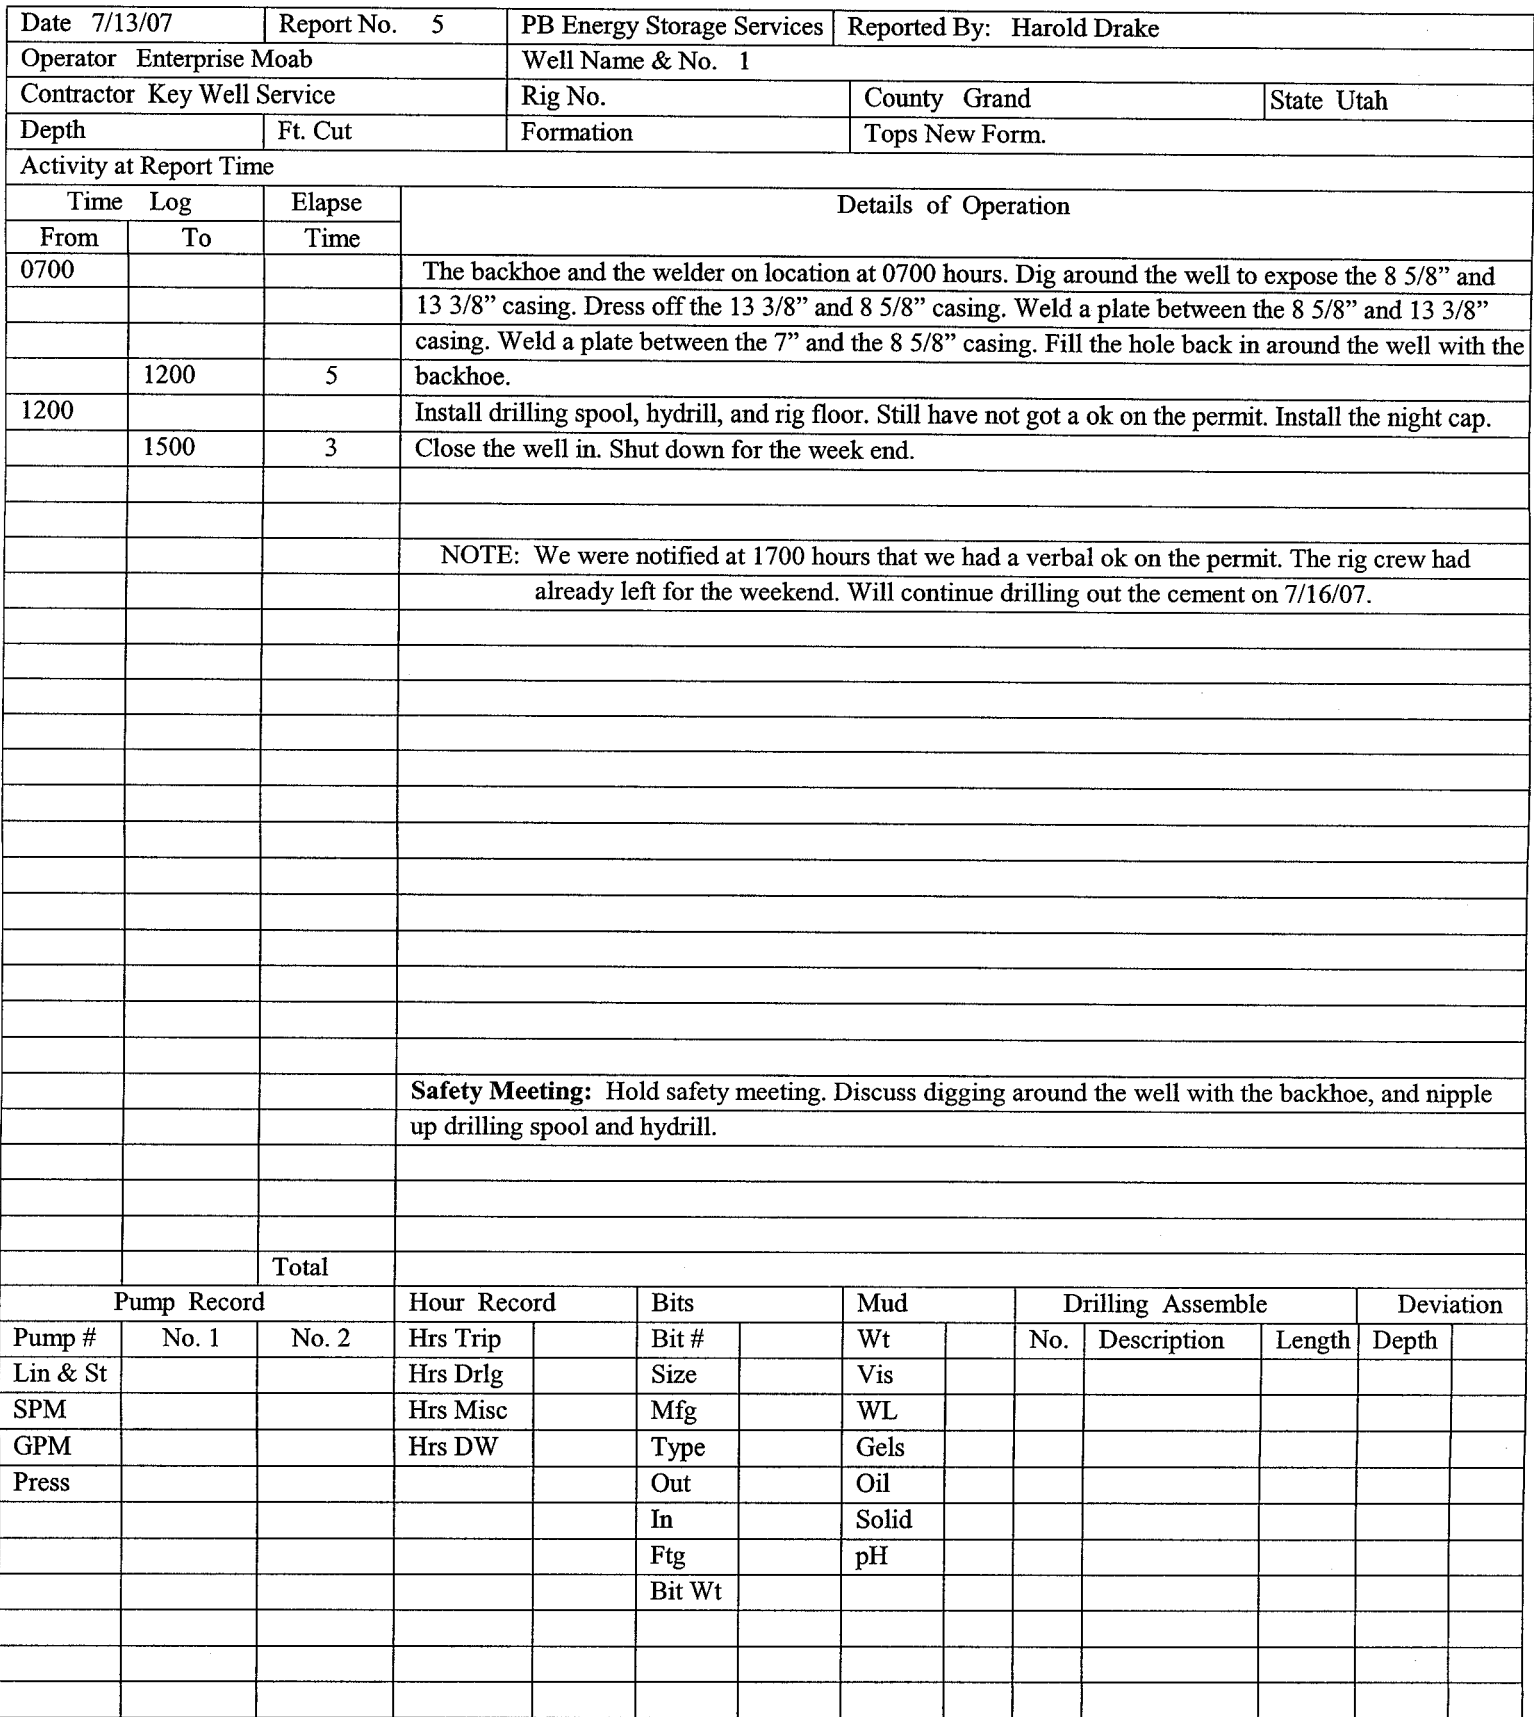 Date 7/13/07 Report No. 5 PB Energy Storage Services Reported By: Harold Drake
Operator Enterprise Moab Well Name & No. 1
Contractor Key Well Service Rig No. County Grand State Utah
Depth Ft. Cut Formation Tops New Form.
Activity at Report Time
Time Log Elapse Details of Operation
From To Time
0700 The backhoe and the welder on location at 0700 hours. Dig around the well to expose the 8 5/8” and
13 3/8” casing. Dress off the 13 3/8” and 8 5/8” casing. Weld a plate between the 8 5/8” and 13 3/8”
casing. Weld a plate between the 7” and the 8 5/8” casing. Fill the hole back in around the well with the
1200 5 backhoe.
1200 Install drilling spool, hydrill, and rig floor. Still have not got a ok on the permit. Install the night cap.
1500 3 Close the well in. Shut down for the week end.
NOTE: We were notified at 1700 hours that we had a verbal ok on the permit. The rig crew had
already left for the weekend. Will continue drilling out the cement on 7/16/07.
Safety Meeting: Hold safety meeting. Discuss digging around the well with the backhoe, and nipple
up drilling spool and hydrill.
Total
Pump Record Hour Record Bits Mud Drilling Assemble Deviation
Pump # No. 1 No. 2 Hrs Trip Bit # Wt No. Description Length Depth
Lin & St Hrs Drlg Size Vis
SPM Hrs Misc Mfg WL
GPM Hrs DW Type Gels
Press Out Oil
In Solid
Ftg pH
Bit Wt